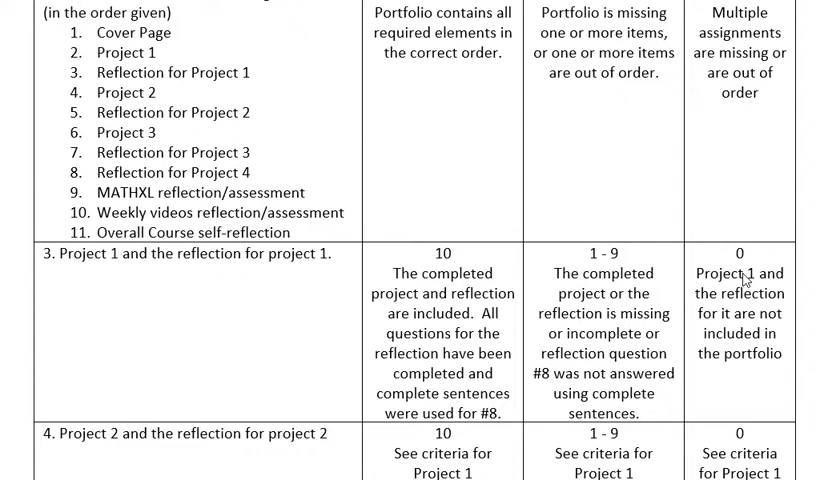 (in the order given)
1. Cover Page
2. Project 1
3. Reflection for Project 1
4. Project 2
5. Reflection for Project 2
6. Project 3
7. Reflection for Project 3
8. Reflection for Project 4
9. MATHXL reflection/assessment
10. Weekly videos reflection/assessment
11. Overall Course self-reflection
Portfolio contains all
required elements in
the correct order.
Portfolio is missing
one or more items,
or one or more items
are out of order.
Multiple
assignments
are missing or
are out of
order
3. Project 1 and the reflection for project 1.
10
The completed
project and reflection
are included. All
questions for the
reflection have been
completed and
complete sentences
were used for #8.
1 - 9
The completed
project or the
reflection is missing
or incomplete or
reflection question
#8 was not answered
using complete
sentences.
0
Project 1 and
the reflection
for it are not
included in
the portfolio
4. Project 2 and the reflection for project 2
10
See criteria for
Project 1
1 - 9
See criteria for
Project 1
0
See criteria
for Project 1